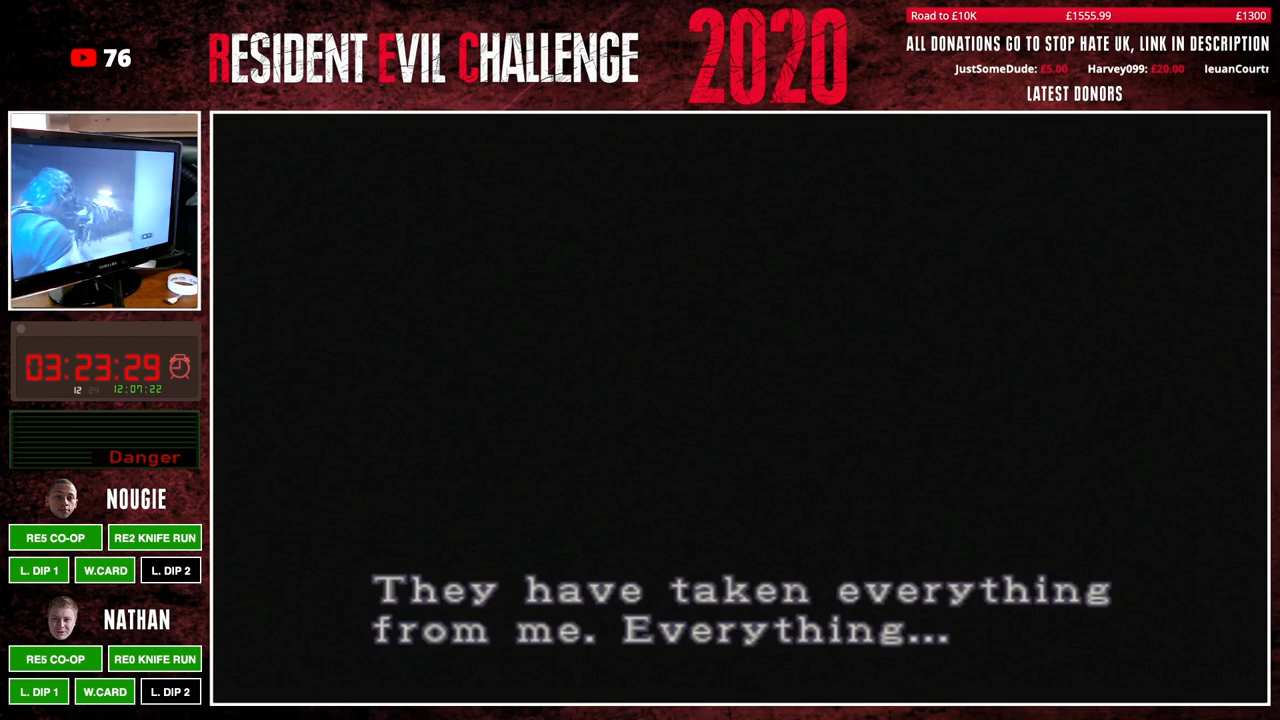 76
RESIDENT EVIL CHALLENGE
2020
Road to £10K £1555.99 £1300
ALL DONATIONS GO TO STOP HATE UK, LINK IN DESCRIPTION
JustSomeDude: £5.00 Harvey099: £20.00 IeuanCourt
LATEST DONORS
SAMSUNG
03:23:29
12 24 12:07:22
Danger
NOUGIE
RE5 CO-OP RE2 KNIFE RUN
L. DIP 1 W.CARD L. DIP 2
NATHAN
RE5 CO-OP RE0 KNIFE RUN
L. DIP 1 W.CARD L. DIP 2
They have taken everything
from me. Everything...